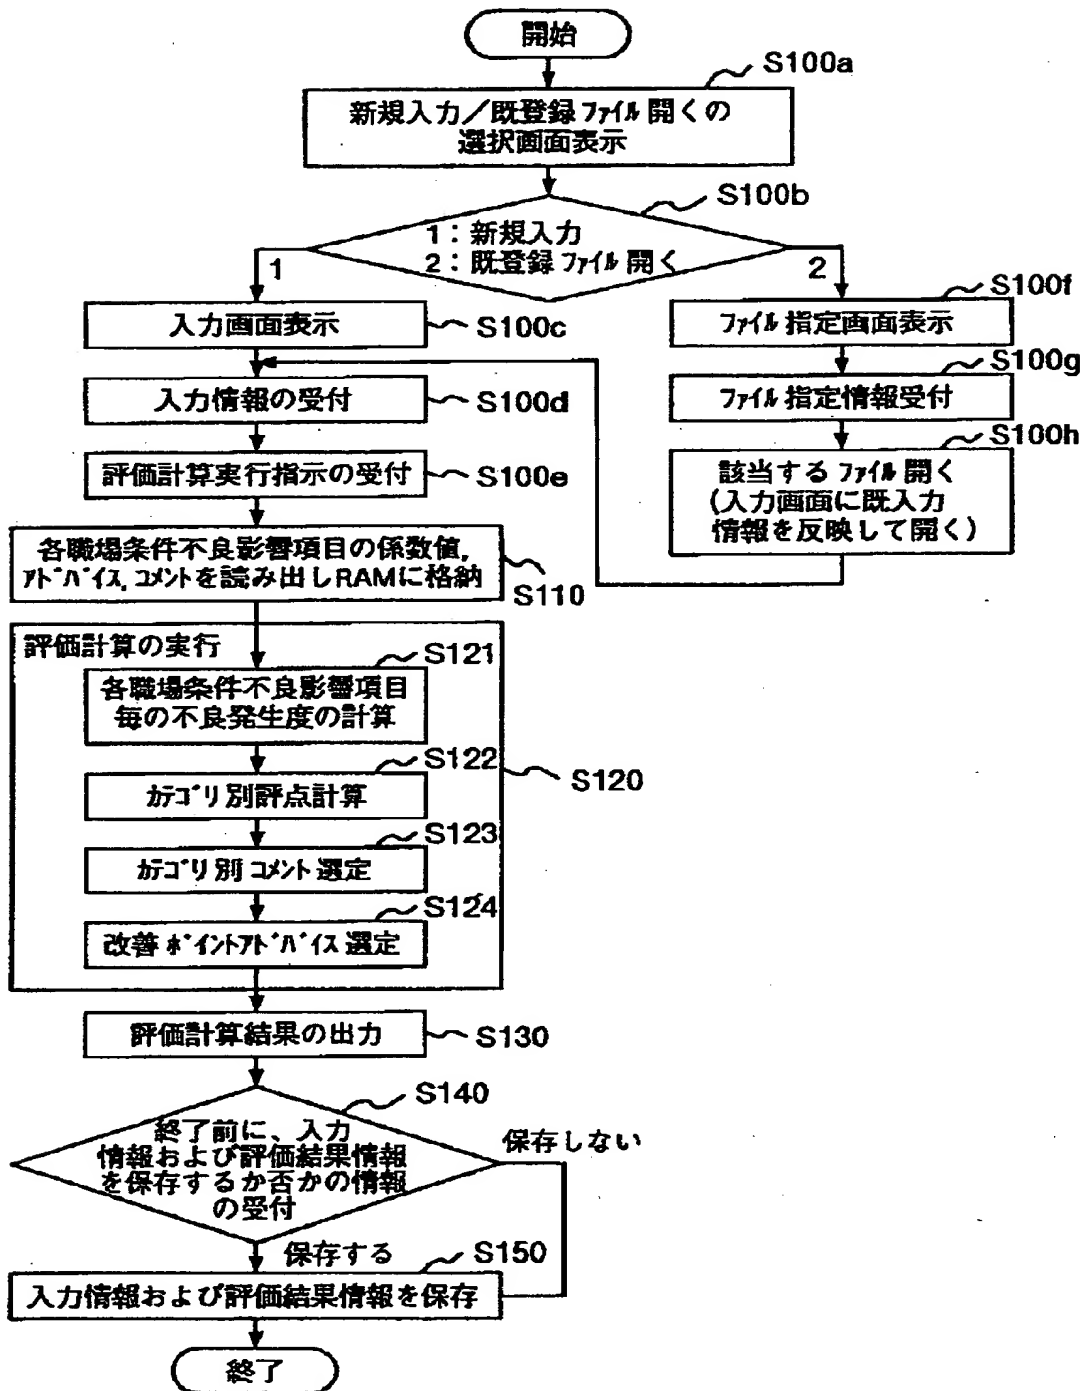 開始
S100a
新規入力/既登録ファイル開くの
選択画面表示
S100b
1:新規入力
2:既登録ファイル開く
1
2
入力画面表示
S100c
S100f
ファイル指定画面表示
入力情報の受付
S100d
S100g
ファイル指定情報受付
評価計算実行指示の受付
S100e
S100h
該当するファイル開く
(入力画面に既入力
情報を反映して開く)
各職場条件不良影響項目の係数値,
アドバイス,コメントを読み出しRAMに格納
S110
評価計算の実行
S121
各職場条件不良影響項目
毎の不良発生度の計算
S122
カテゴリ別評点計算
S120
S123
カテゴリ別コメント選定
S124
改善ポイントアドバイス選定
評価計算結果の出力
S130
S140
終了前に、入力
情報および評価結果情報
を保存するか否かの情報
の受付
保存しない
保存する
S150
入力情報および評価結果情報を保存
終了